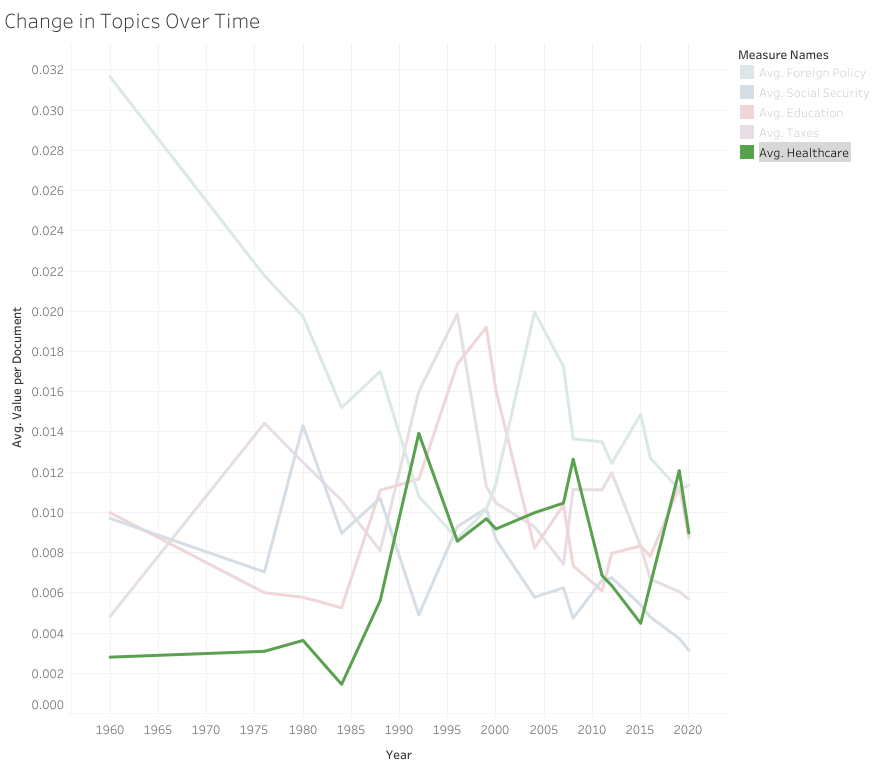 Change in Topics Over Time
Measure Names
Avg. Foreign Policy
Avg. Social Security
Avg. Education
Avg. Taxes
Avg. Healthcare
Avg. Value per Document
0.032
0.030
0.028
0.026
0.024
0.022
0.020
0.018
0.016
0.014
0.012
0.010
0.008
0.006
0.004
0.002
0.000
1960 1965 1970 1975 1980 1985 1990 1995 2000 2005 2010 2015 2020
Year